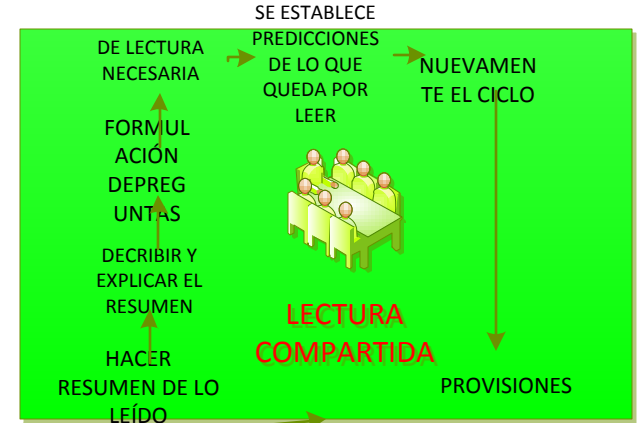 SE ESTABLECE
PREDICCIONES
DE LO QUE
QUEDA POR
LEER
DE LECTURA
NECESARIA
NUEVAMEN
TE EL CICLO
FORMUL
ACIÓN
DEPREG
UNTAS
DECRIBIR Y
EXPLICAR EL
RESUMEN
LECTURA
COMPARTIDA
HACER
RESUMEN DE LO
LEÍDO
PROVISIONES